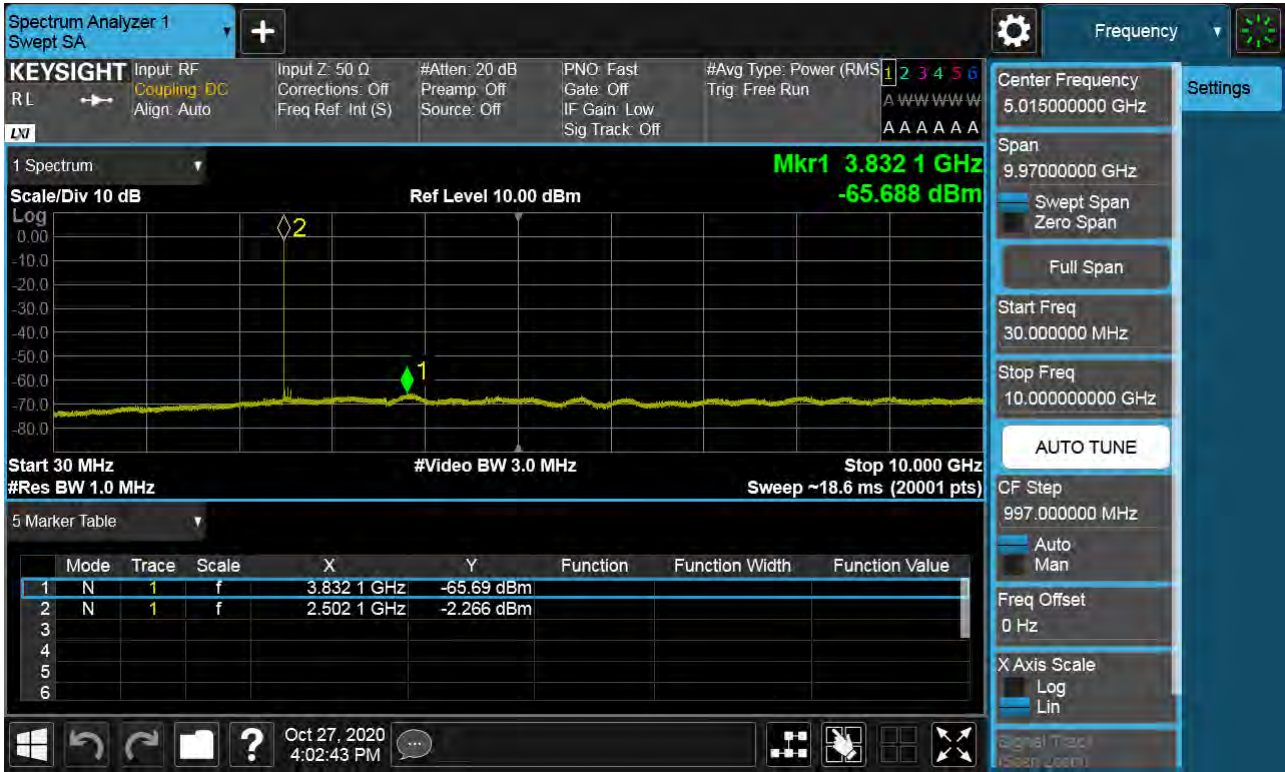 Spectrum Analyzer 1
Swept SA
Frequency
KEYSIGHT
RL
LXI
Input: RF
Coupling: DC
Align: Auto
Input Z: 50 Ω
Corrections: Off
Freq Ref: Int (S)
#Atten: 20 dB
Preamp: Off
Source: Off
PNO: Fast
Gate: Off
IF Gain: Low
Sig Track: Off
#Avg Type: Power (RMS
Trig: Free Run
1 2 3 4 5 6
A W W W W W
A A A A A A
1 Spectrum
Mkr1 3.832 1 GHz
-65.688 dBm
Scale/Div 10 dB
Ref Level 10.00 dBm
Log
0.00
-10.0
-20.0
-30.0
-40.0
-50.0
-60.0
-70.0
-80.0
2
1
Start 30 MHz
#Video BW 3.0 MHz
Stop 10.000 GHz
#Res BW 1.0 MHz
Sweep ~18.6 ms (20001 pts)
5 Marker Table
Mode Trace Scale X Y Function Function Width Function Value
1 N 1 f 3.832 1 GHz -65.69 dBm
2 N 1 f 2.502 1 GHz -2.266 dBm
3
4
5
6
Oct 27, 2020
4:02:43 PM
Center Frequency
5.015000000 GHz
Settings
Span
9.97000000 GHz
Swept Span
Zero Span
Full Span
Start Freq
30.000000 MHz
Stop Freq
10.000000000 GHz
AUTO TUNE
CF Step
997.000000 MHz
Auto
Man
Freq Offset
0 Hz
X Axis Scale
Log
Lin
Signal Track
(Span Zoom)